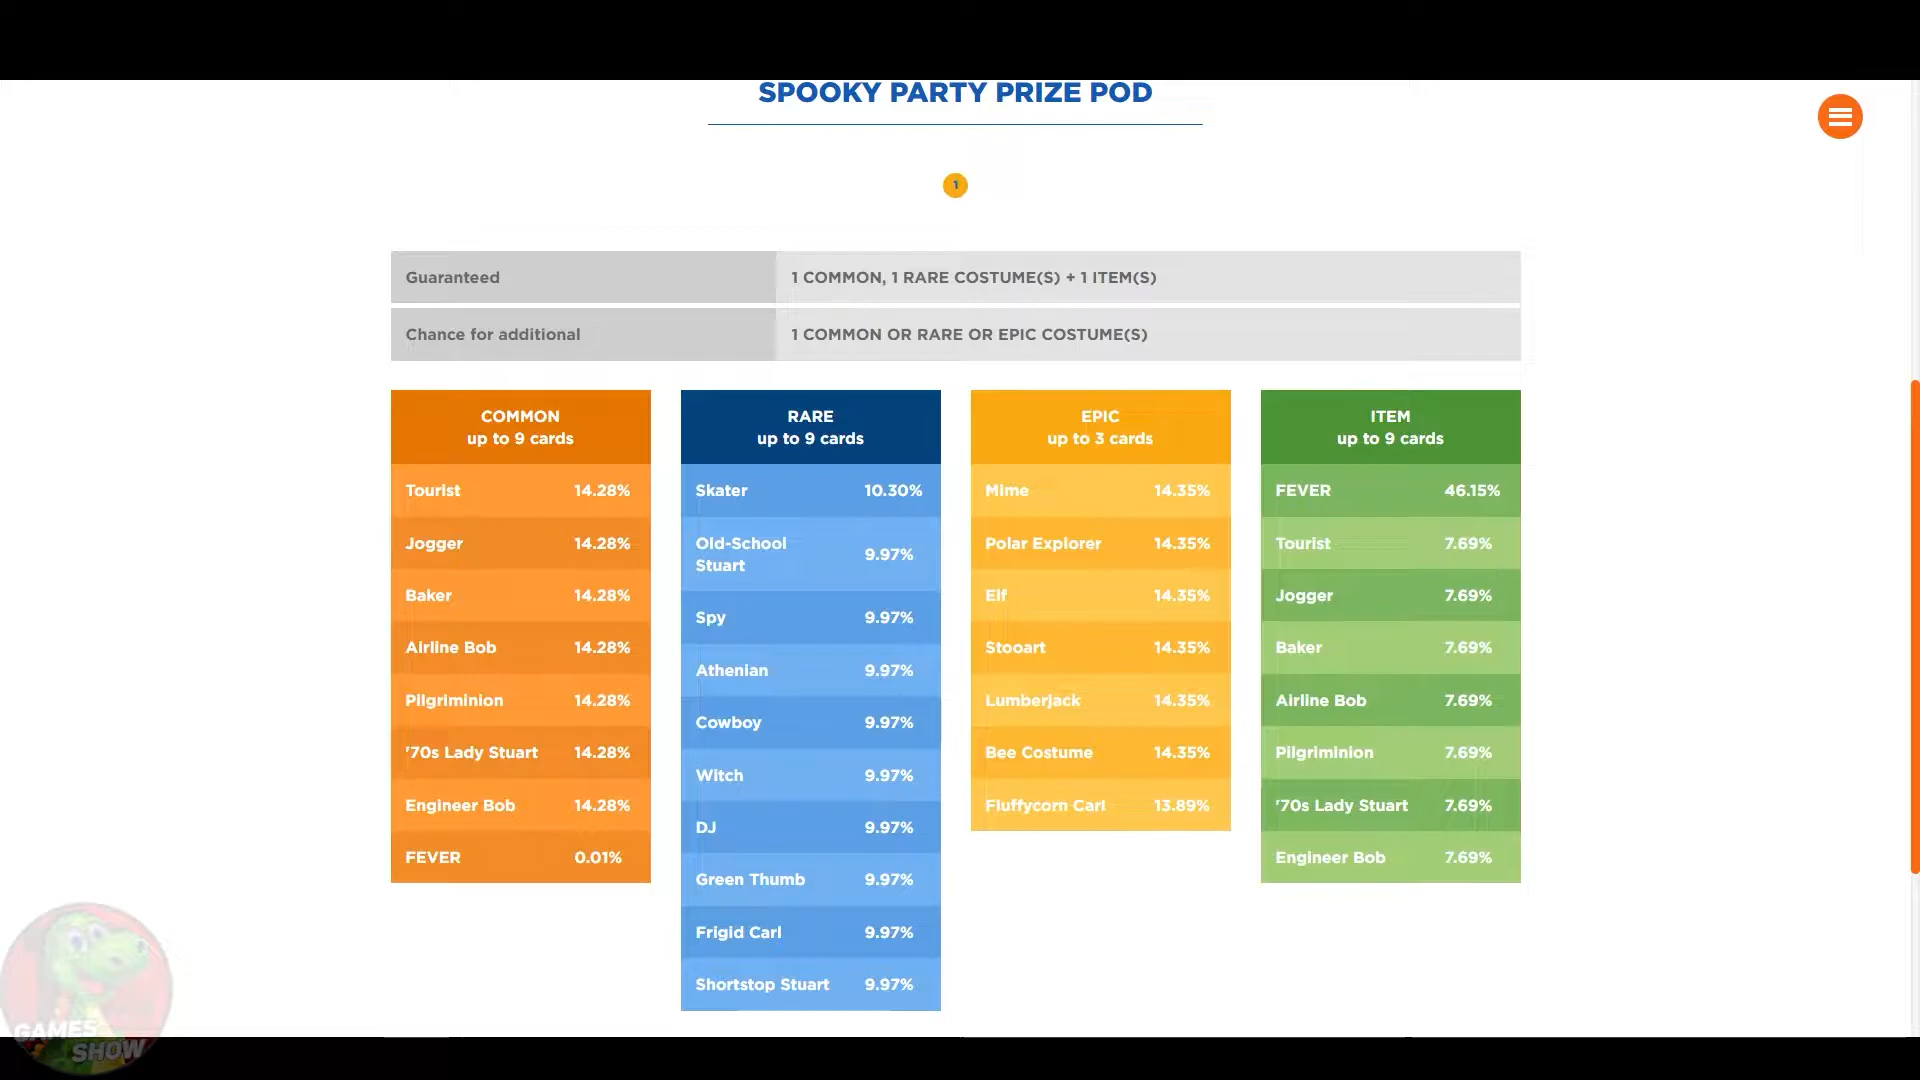 SPOOKY PARTY PRIZE POD
1
Guaranteed 1 COMMON, 1 RARE COSTUME(S) + 1 ITEM(S)
Chance for additional 1 COMMON OR RARE OR EPIC COSTUME(S)
COMMON
up to 9 cards
Tourist 14.28%
Jogger 14.28%
Baker 14.28%
Airline Bob 14.28%
Pilgriminion 14.28%
'70s Lady Stuart 14.28%
Engineer Bob 14.28%
FEVER 0.01%
RARE
up to 9 cards
Skater 10.30%
Old-School
Stuart 9.97%
Spy 9.97%
Athenian 9.97%
Cowboy 9.97%
Witch 9.97%
DJ 9.97%
Green Thumb 9.97%
Frigid Carl 9.97%
Shortstop Stuart 9.97%
EPIC
up to 3 cards
Mime 14.35%
Polar Explorer 14.35%
Elf 14.35%
Stooart 14.35%
Lumberjack 14.35%
Bee Costume 14.35%
Fluffycorn Carl 13.89%
ITEM
up to 9 cards
FEVER 46.15%
Tourist 7.69%
Jogger 7.69%
Baker 7.69%
Airline Bob 7.69%
Pilgriminion 7.69%
'70s Lady Stuart 7.69%
Engineer Bob 7.69%
GAMES
SHOW